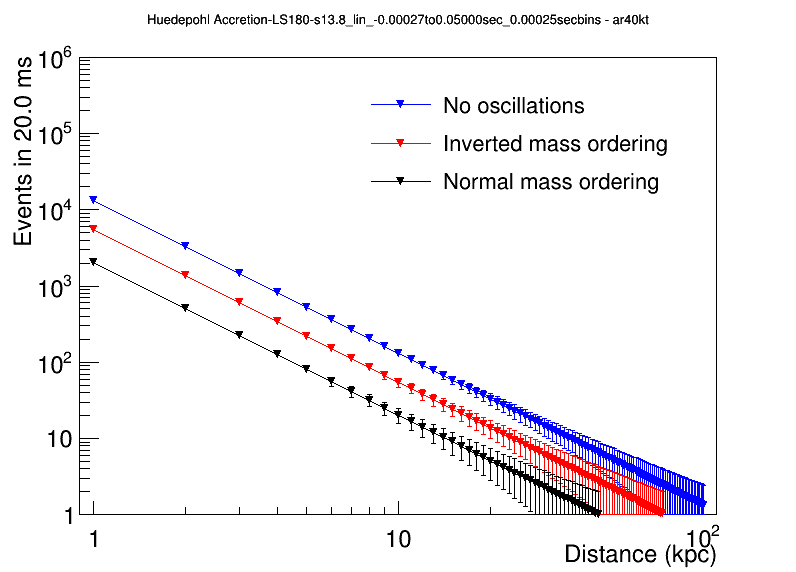 Huedepohl Accretion-LS180-s13.8_lin_-0.00027to0.05000sec_0.00025secbins - ar40kt
Events in 20.0 ms
10^6
10^5
10^4
10^3
10^2
10
1
No oscillations
Inverted mass ordering
Normal mass ordering
1
10
10^2
Distance (kpc)